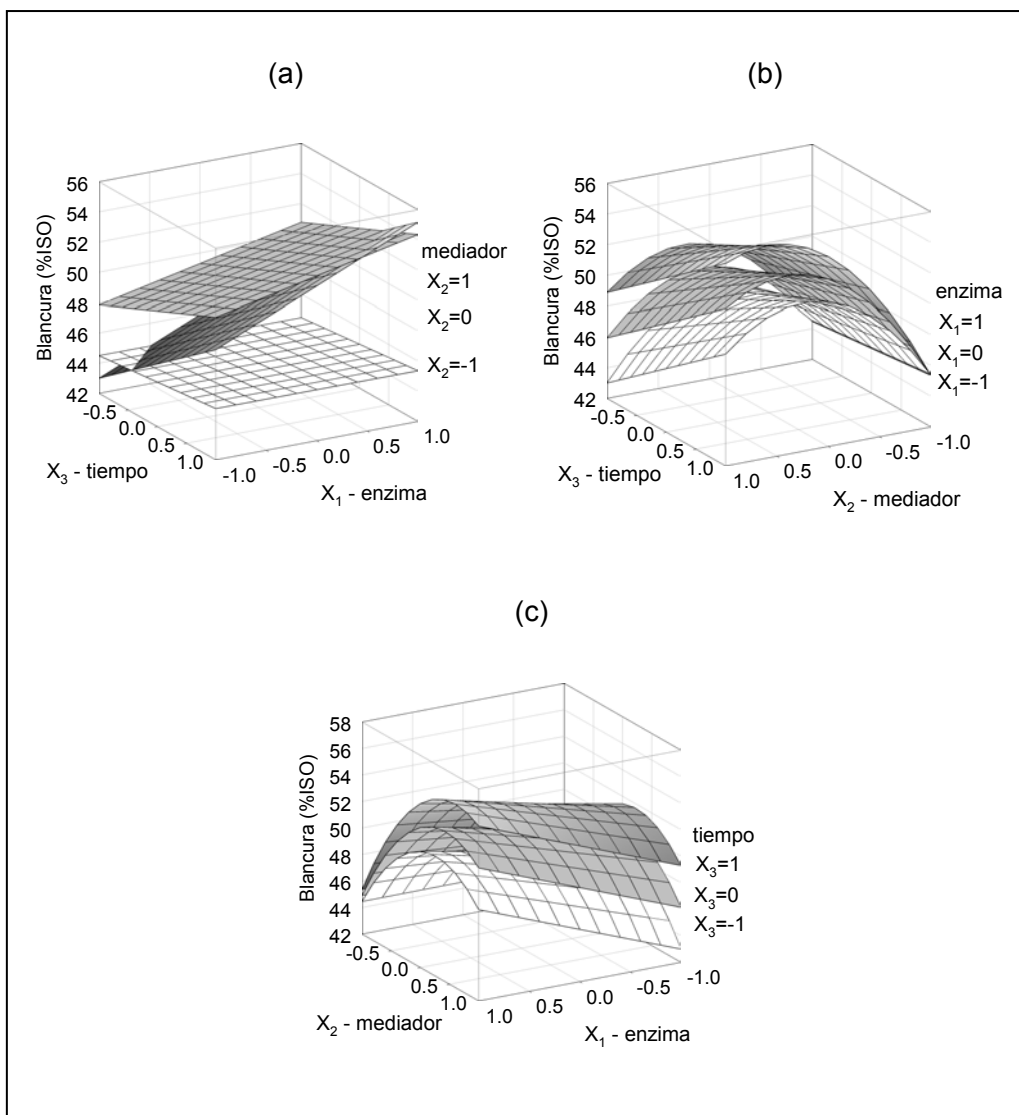 (a)
Blancura (%ISO)
56
54
52
50
48
46
44
42
-0.5
0.0
0.5
1.0
X3 - tiempo
-1.0
-0.5
0.0
0.5
1.0
X1 - enzima
mediador
X2=1
X2=0
X2=-1
(b)
Blancura (%ISO)
56
54
52
50
48
46
44
42
-0.5
0.0
0.5
1.0
X3 - tiempo
1.0
0.5
0.0
-0.5
-1.0
X2 - mediador
enzima
X1=1
X1=0
X1=-1
(c)
Blancura (%ISO)
58
56
54
52
50
48
46
44
42
-0.5
0.0
0.5
1.0
X2 - mediador
1.0
0.5
0.0
-0.5
-1.0
X1 - enzima
tiempo
X3=1
X3=0
X3=-1